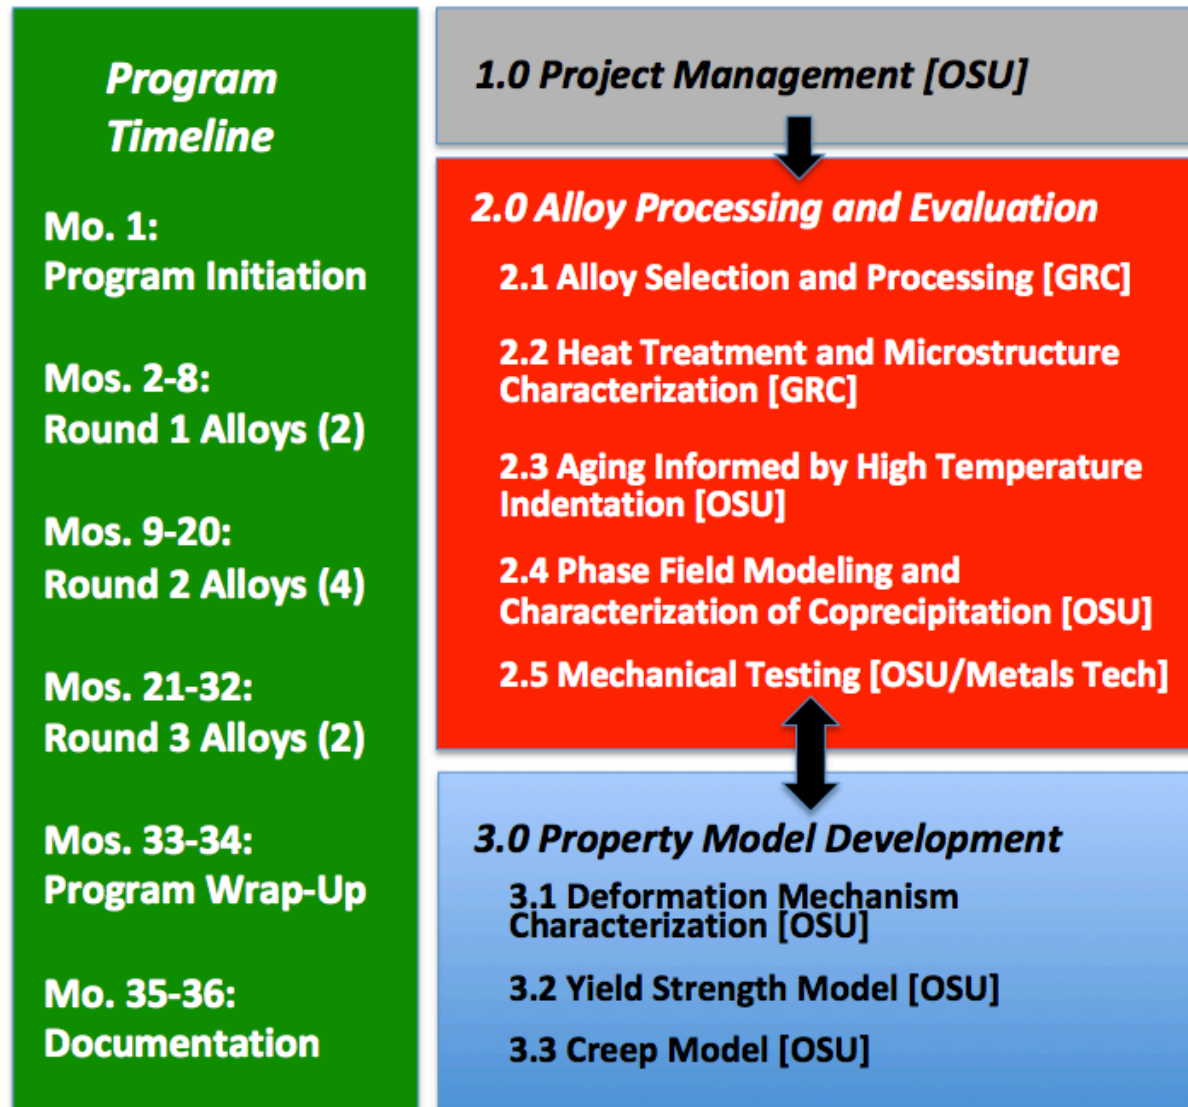 Program
Timeline
Mo. 1:
Program Initiation
Mos. 2-8:
Round 1 Alloys (2)
Mos. 9-20:
Round 2 Alloys (4)
Mos. 21-32:
Round 3 Alloys (2)
Mos. 33-34:
Program Wrap-Up
Mo. 35-36:
Documentation
1.0 Project Management [OSU]
2.0 Alloy Processing and Evaluation
2.1 Alloy Selection and Processing [GRC]
2.2 Heat Treatment and Microstructure
Characterization [GRC]
2.3 Aging Informed by High Temperature
Indentation [OSU]
2.4 Phase Field Modeling and
Characterization of Coprecipitation [OSU]
2.5 Mechanical Testing [OSU/Metals Tech]
3.0 Property Model Development
3.1 Deformation Mechanism
Characterization [OSU]
3.2 Yield Strength Model [OSU]
3.3 Creep Model [OSU]